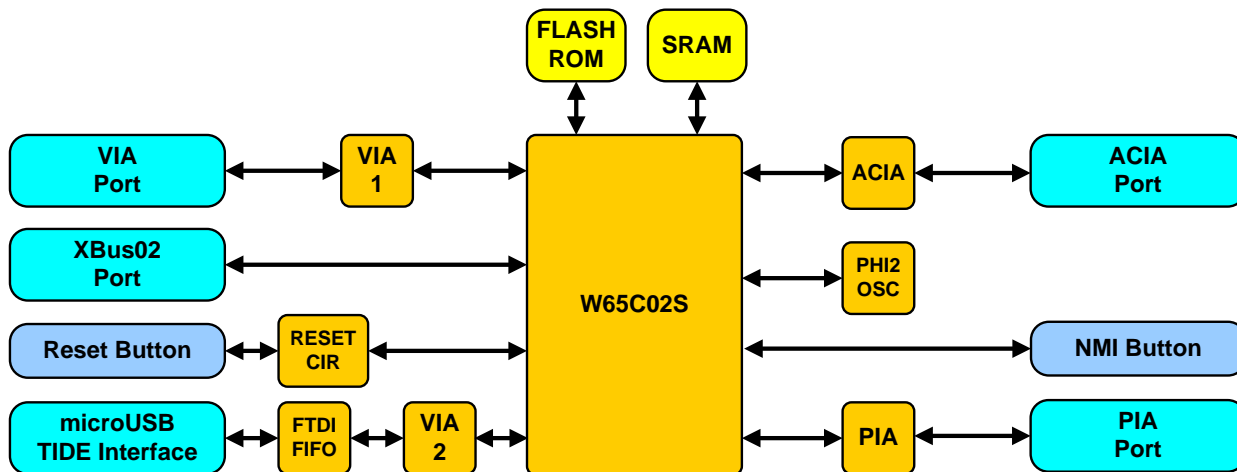 FLASH
ROM
SRAM
VIA
Port
VIA
1
ACIA
ACIA
Port
XBus02
Port
W65C02S
PHI2
OSC
Reset Button
RESET
CIR
NMI Button
microUSB
TIDE Interface
FTDI
FIFO
VIA
2
PIA
PIA
Port